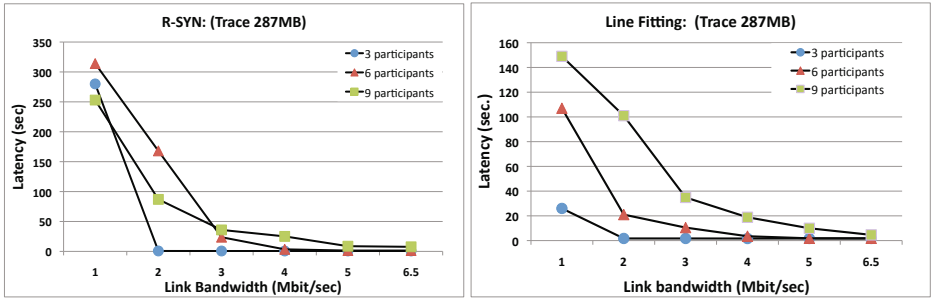 R-SYN: (Trace 287MB)
350
300
250
200
150
100
50
0
Latency (sec)
3 participants
6 participants
9 participants
1 2 3 4 5 6.5
Link Bandwidth (Mbit/sec)
Line Fitting: (Trace 287MB)
160
140
120
100
80
60
40
20
0
Latency (sec.)
3 participants
6 participants
9 participants
1 2 3 4 5 6.5
Link bandwidth (Mbit/sec)